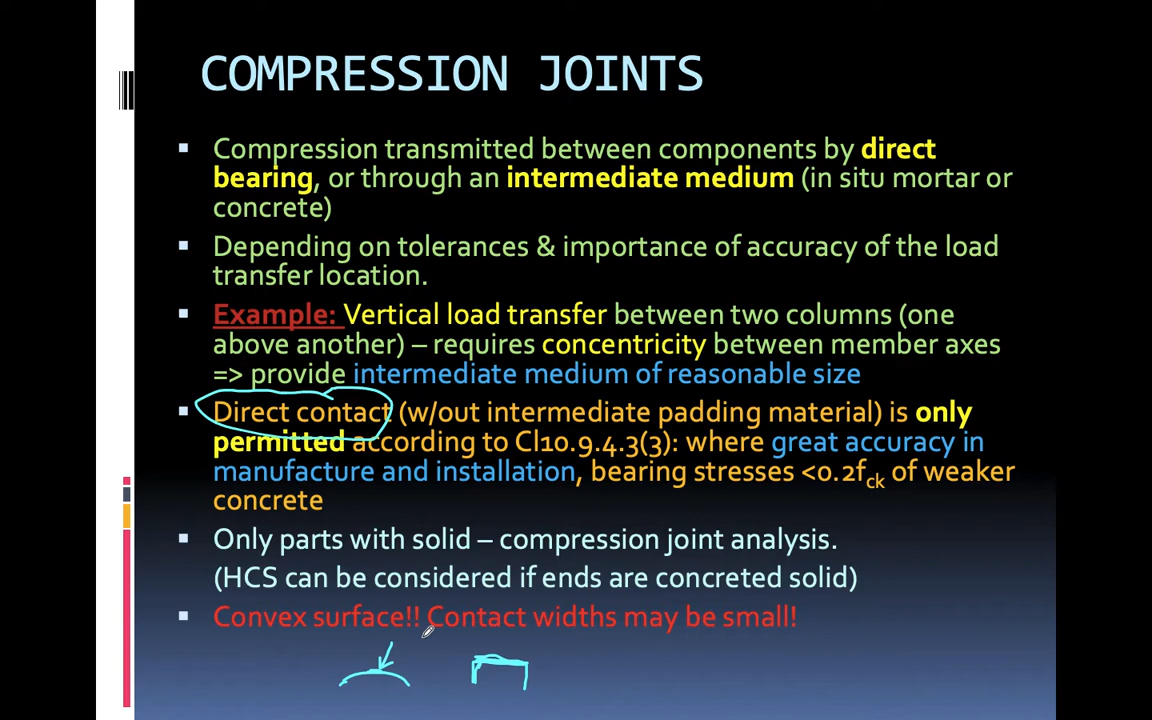 COMPRESSION JOINTS
Compression transmitted between components by direct
bearing, or through an intermediate medium (in situ mortar or
concrete)
Depending on tolerances & importance of accuracy of the load
transfer location.
Example: Vertical load transfer between two columns (one
above another) – requires concentricity between member axes
=> provide intermediate medium of reasonable size
Direct contact (w/out intermediate padding material) is only
permitted according to Cl10.9.4.3(3): where great accuracy in
manufacture and installation, bearing stresses <0.2fck of weaker
concrete
Only parts with solid – compression joint analysis.
(HCS can be considered if ends are concreted solid)
Convex surface!! Contact widths may be small!